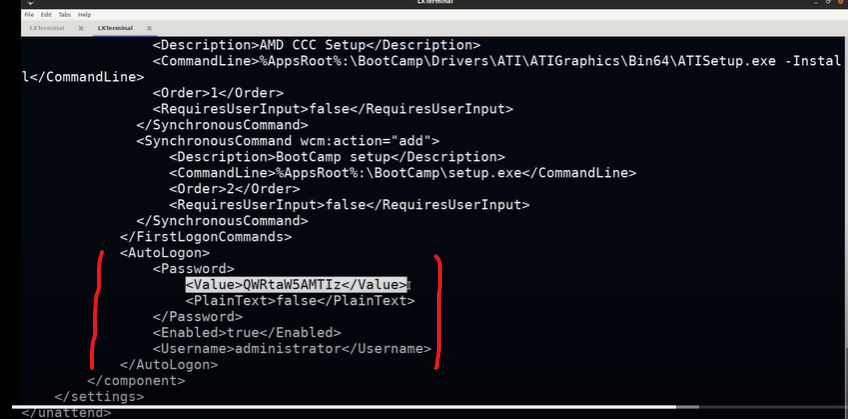 LXTerminal
File Edit Tabs Help
LXTerminal LXTerminal
<Description>AMD CCC Setup</Description>
<CommandLine>%AppsRoot%:\BootCamp\Drivers\ATI\ATIGraphics\Bin64\ATISetup.exe -Instal
l</CommandLine>
<Order>1</Order>
<RequiresUserInput>false</RequiresUserInput>
</SynchronousCommand>
<SynchronousCommand wcm:action="add">
<Description>BootCamp setup</Description>
<CommandLine>%AppsRoot%:\BootCamp\setup.exe</CommandLine>
<Order>2</Order>
<RequiresUserInput>false</RequiresUserInput>
</SynchronousCommand>
</FirstLogonCommands>
<AutoLogon>
<Password>
<Value>QWRtaW5AMTIz</Value>
<PlainText>false</PlainText>
</Password>
<Enabled>true</Enabled>
<Username>administrator</Username>
</AutoLogon>
</component>
</settings>
</unattend>